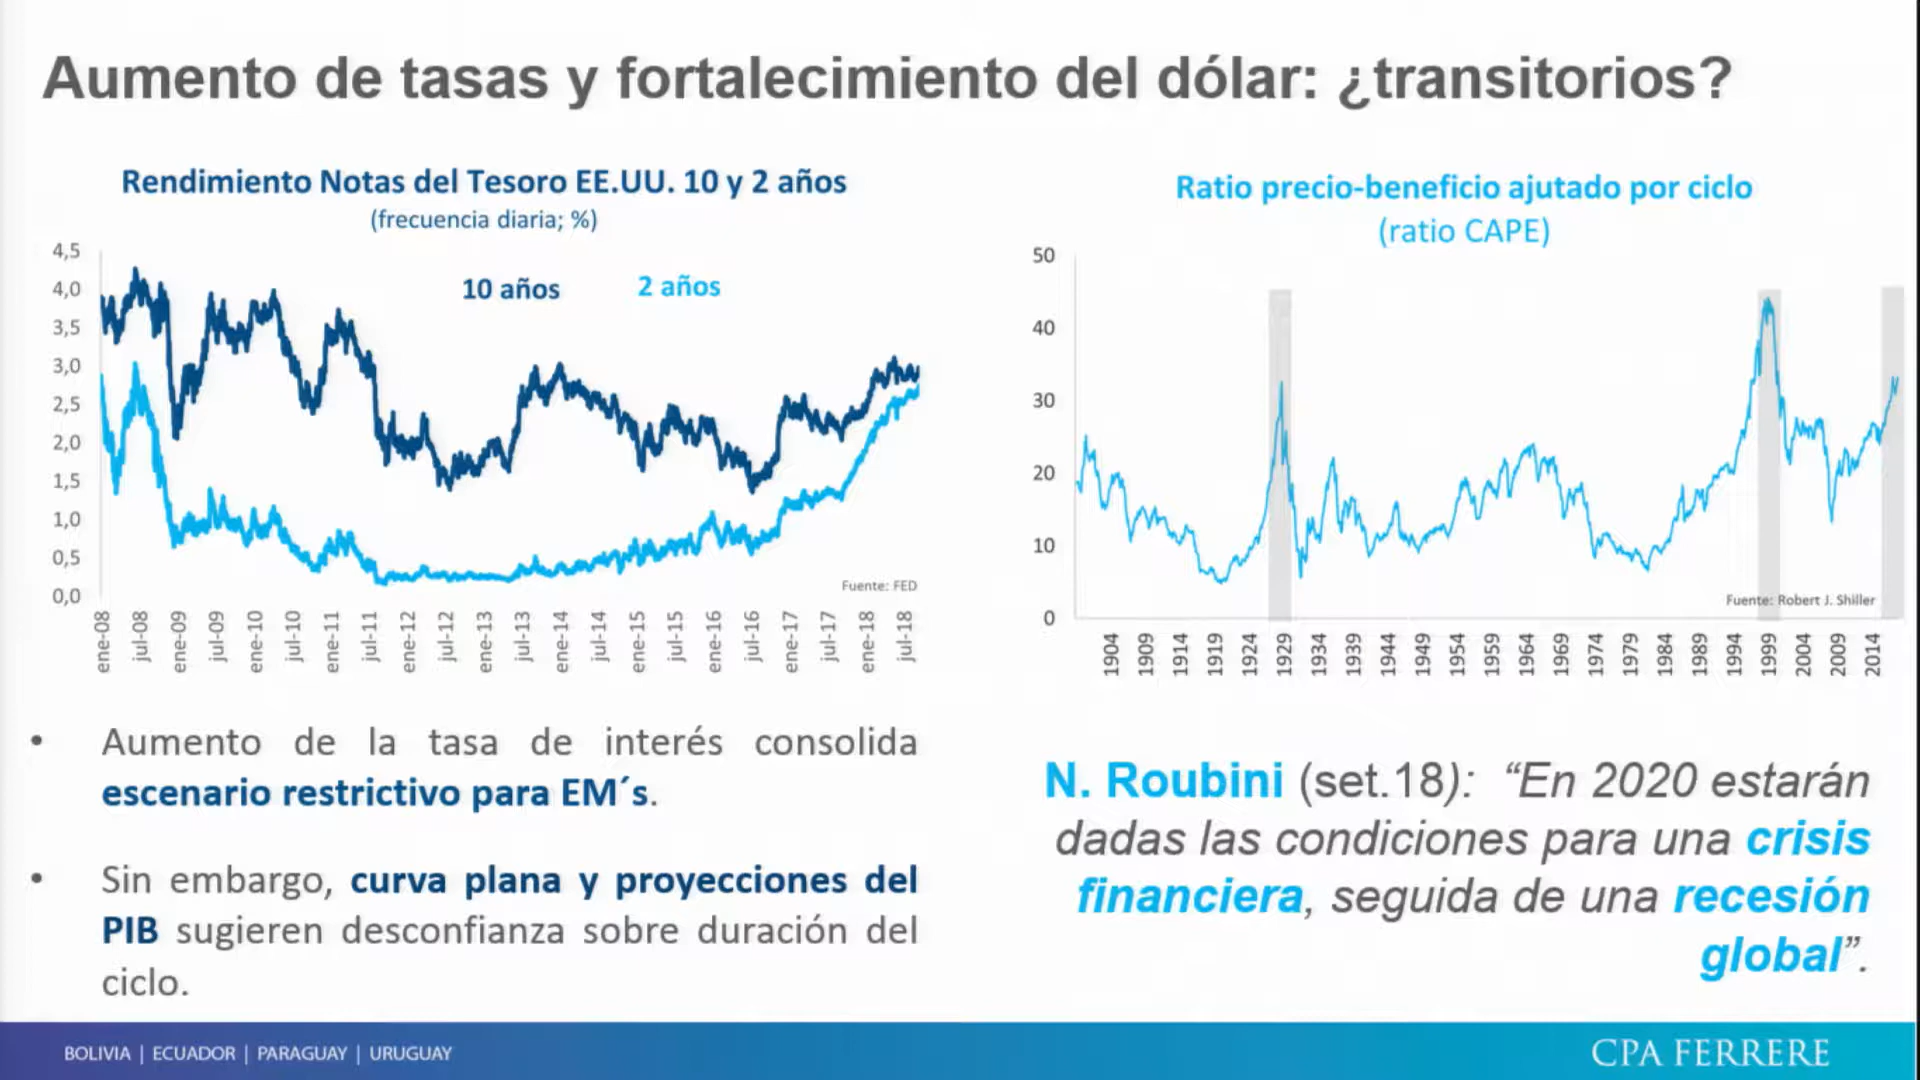 Aumento de tasas y fortalecimiento del dólar: ¿transitorios?
Rendimiento Notas del Tesoro EE.UU. 10 y 2 años
(frecuencia diaria; %)
4,5
4,0
3,5
3,0
2,5
2,0
1,5
1,0
0,5
0,0
10 años
2 años
Fuente: FED
ene-08
jul-08
ene-09
jul-09
ene-10
jul-10
ene-11
jul-11
ene-12
jul-12
ene-13
jul-13
ene-14
jul-14
ene-15
jul-15
ene-16
jul-16
ene-17
jul-17
ene-18
jul-18
Ratio precio-beneficio ajutado por ciclo
(ratio CAPE)
50
40
30
20
10
0
Fuente: Robert J. Shiller
1904
1909
1914
1919
1924
1929
1934
1939
1944
1949
1954
1959
1964
1969
1974
1979
1984
1989
1994
1999
2004
2009
2014
• Aumento de la tasa de interés consolida
escenario restrictivo para EM´s.
• Sin embargo, curva plana y proyecciones del
PIB sugieren desconfianza sobre duración del
ciclo.
N. Roubini (set.18): “En 2020 estarán
dadas las condiciones para una crisis
financiera, seguida de una recesión
global”.
BOLIVIA | ECUADOR | PARAGUAY | URUGUAY
CPA FERRERE